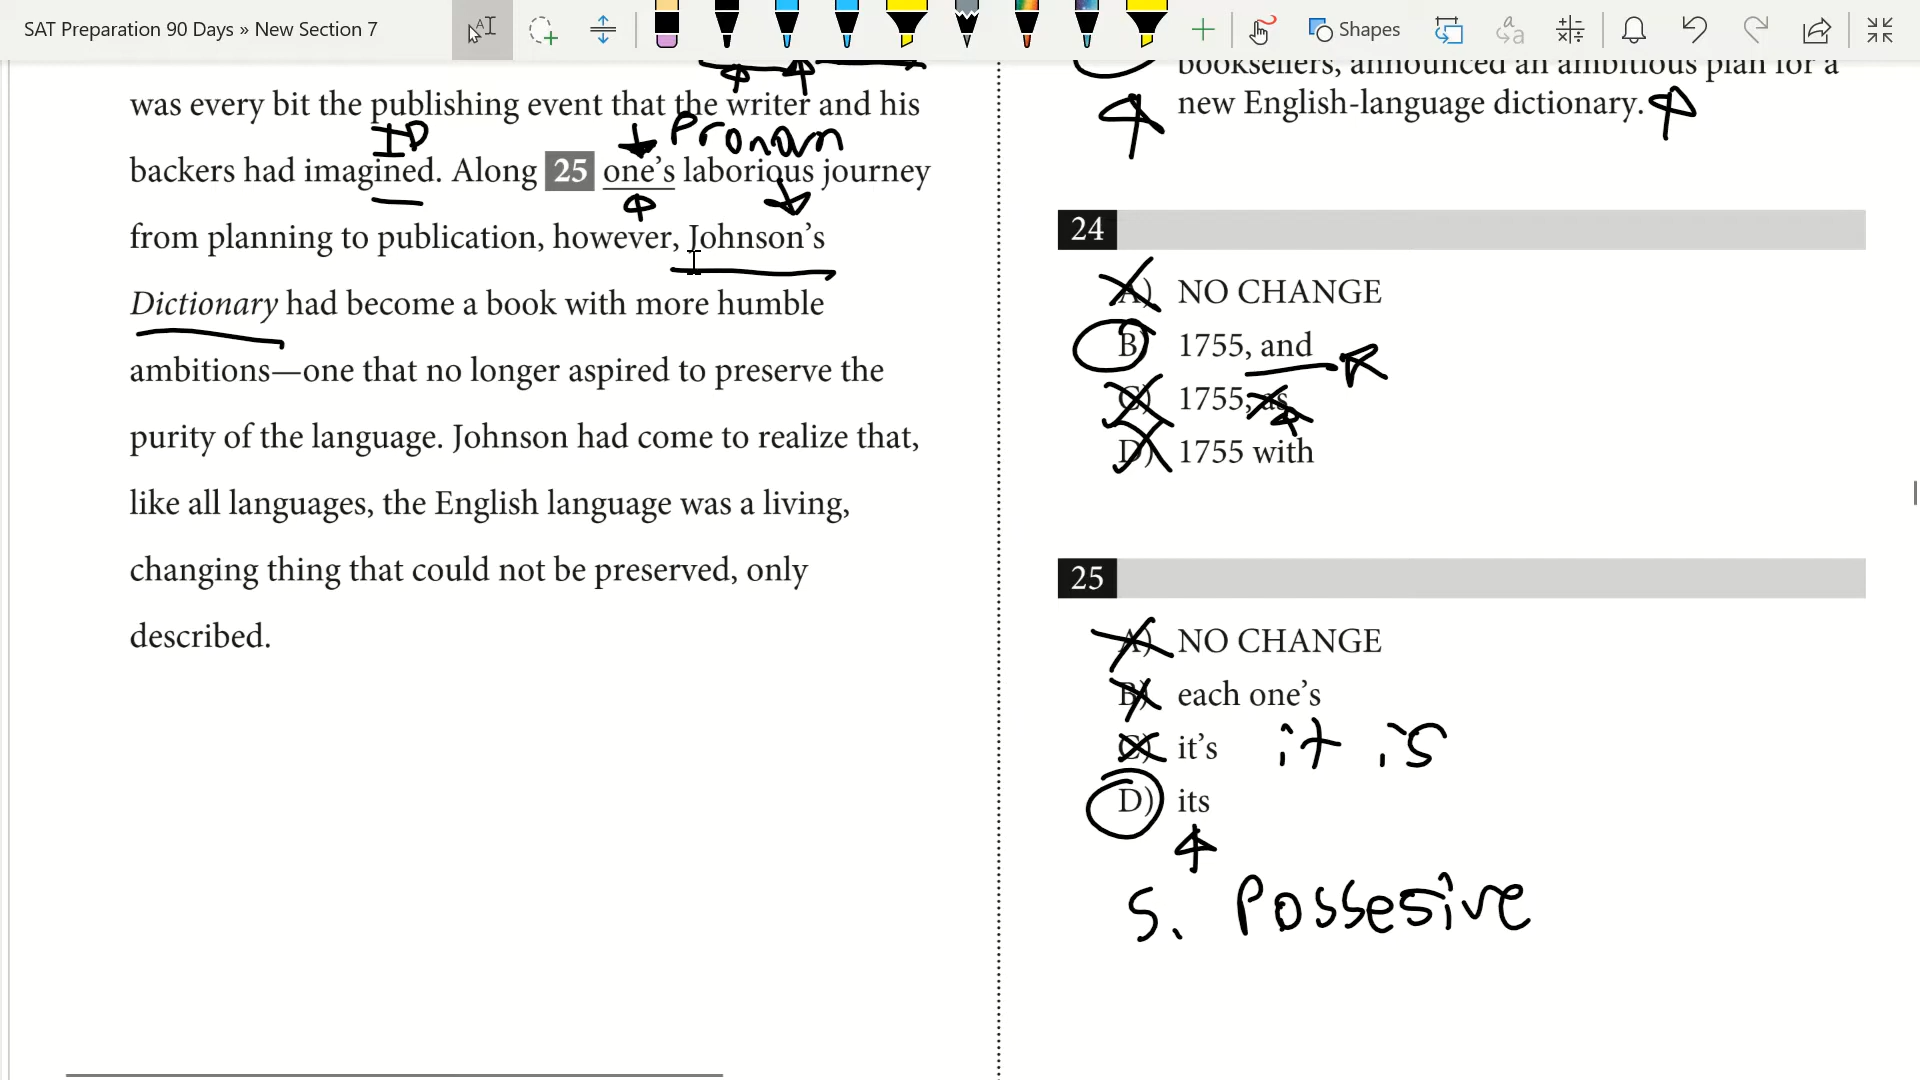 SAT Preparation 90 Days » New Section 7
Shapes
was every bit the publishing event that the writer and his
ID
Pronoun
backers had imagined. Along 25 one's laborious journey
from planning to publication, however, Johnson's
Dictionary had become a book with more humble
ambitions—one that no longer aspired to preserve the
purity of the language. Johnson had come to realize that,
like all languages, the English language was a living,
changing thing that could not be preserved, only
described.
booksellers, announced an ambitious plan for a
new English-language dictionary.
24
A) NO CHANGE
B) 1755, and
C) 1755, as
D) 1755 with
25
A) NO CHANGE
B) each one's
C) it's it is
D) its
S. Possesive